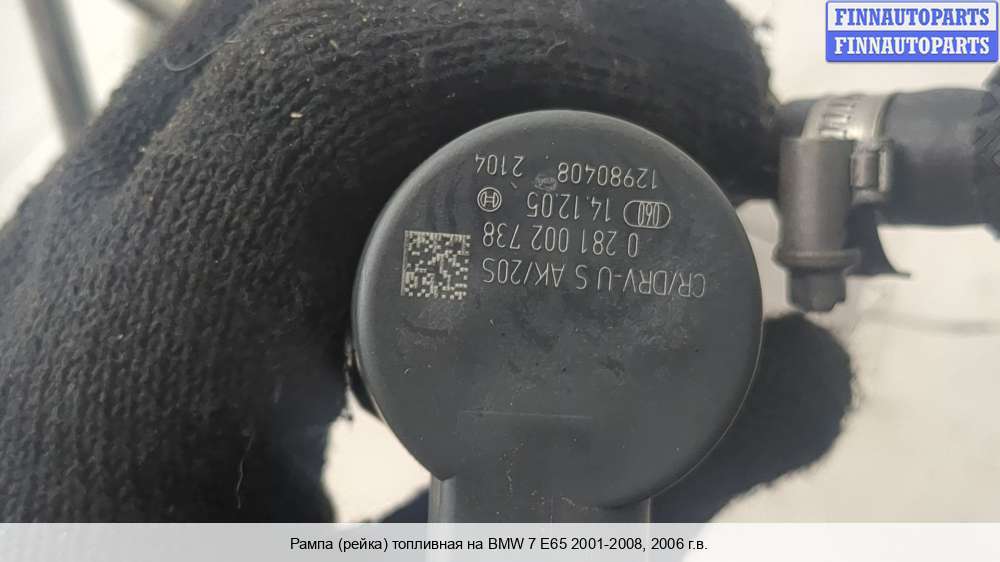 FINNAUTOPARTS
FINNAUTOPARTS
CR/DRV-U S AK/20S
0 281 002 738
060 14.12.05
12980408 2104
Рампа (рейка) топливная на BMW 7 E65 2001-2008, 2006 г.в.